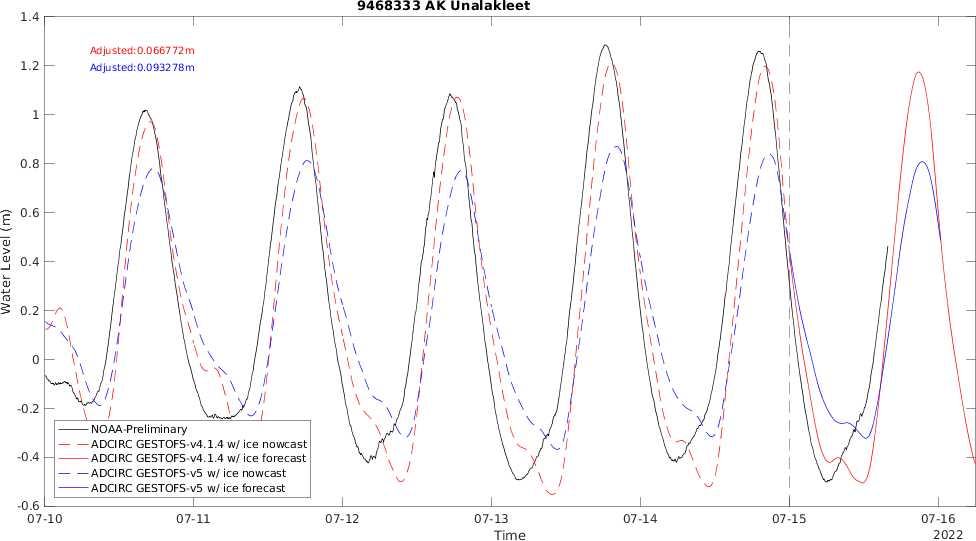 9468333 AK Unalakleet
Adjusted:0.066772m
Adjusted:0.093278m
Water Level (m)
1.4
1.2
1
0.8
0.6
0.4
0.2
0
-0.2
-0.4
-0.6
NOAA-Preliminary
ADCIRC GESTOFS-v4.1.4 w/ ice nowcast
ADCIRC GESTOFS-v4.1.4 w/ ice forecast
ADCIRC GESTOFS-v5 w/ ice nowcast
ADCIRC GESTOFS-v5 w/ ice forecast
07-10 07-11 07-12 07-13 07-14 07-15 07-16
Time
2022